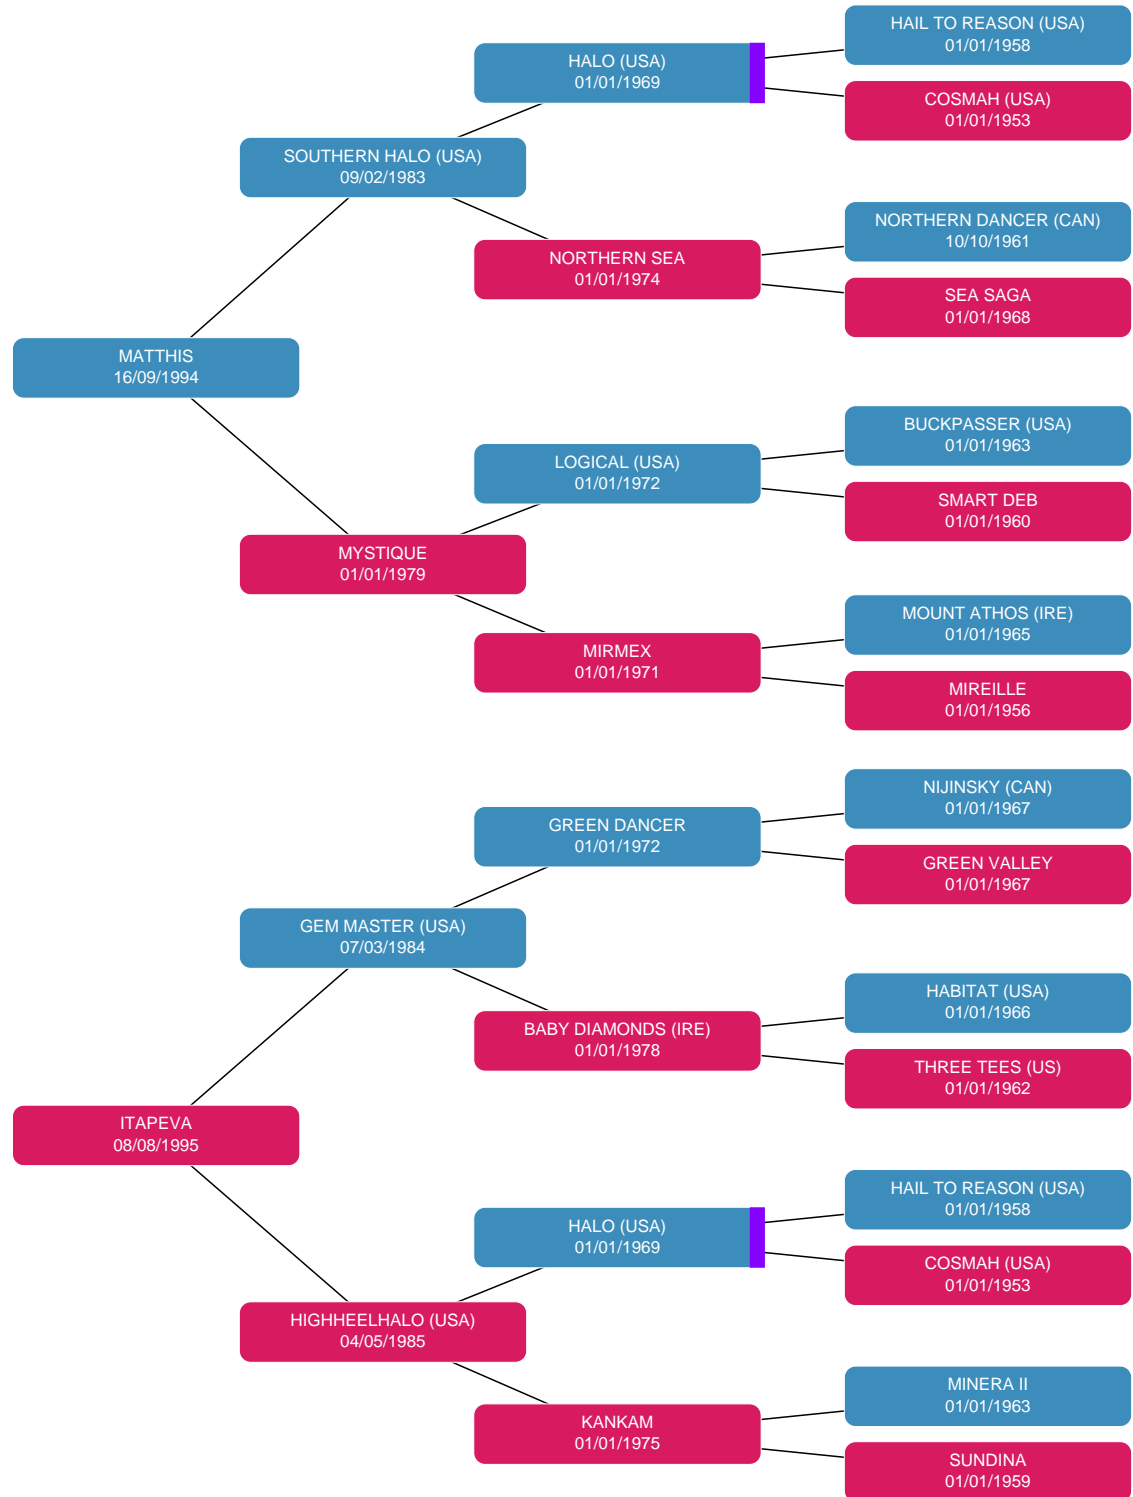 HAIL TO REASON (USA)
01/01/1958
HALO (USA)
01/01/1969
COSMAH (USA)
01/01/1953
SOUTHERN HALO (USA)
09/02/1983
NORTHERN DANCER (CAN)
10/10/1961
NORTHERN SEA
01/01/1974
SEA SAGA
01/01/1968
MATTHIS
16/09/1994
BUCKPASSER (USA)
01/01/1963
LOGICAL (USA)
01/01/1972
SMART DEB
01/01/1960
MYSTIQUE
01/01/1979
MOUNT ATHOS (IRE)
01/01/1965
MIRMEX
01/01/1971
MIREILLE
01/01/1956
NIJINSKY (CAN)
01/01/1967
GREEN DANCER
01/01/1972
GREEN VALLEY
01/01/1967
GEM MASTER (USA)
07/03/1984
HABITAT (USA)
01/01/1966
BABY DIAMONDS (IRE)
01/01/1978
THREE TEES (US)
01/01/1962
ITAPEVA
08/08/1995
HAIL TO REASON (USA)
01/01/1958
HALO (USA)
01/01/1969
COSMAH (USA)
01/01/1953
HIGHHEELHALO (USA)
04/05/1985
MINERA II
01/01/1963
KANKAM
01/01/1975
SUNDINA
01/01/1959